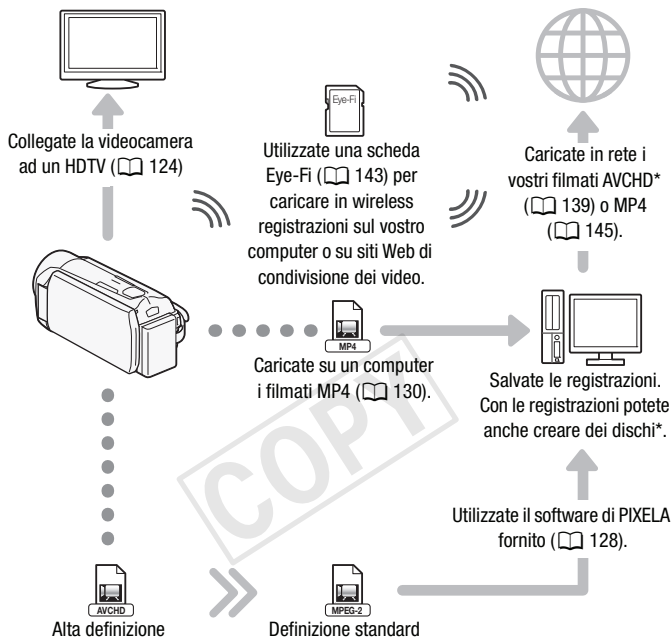 Collegate la videocamera
ad un HDTV (124)
Eye-Fi
Utilizzate una scheda
Eye-Fi (143) per
caricare in wireless
registrazioni sul vostro
computer o su siti Web di
condivisione dei video.
Caricate in rete i
vostri filmati AVCHD*
(139) o MP4
(145).
MP4
Caricate su un computer
i filmati MP4 (130).
Salvate le registrazioni.
Con le registrazioni potete
anche creare dei dischi*.
COPY
Utilizzate il software di PIXELA
fornito (128).
AVCHD
Alta definizione
MPEG-2
Definizione standard